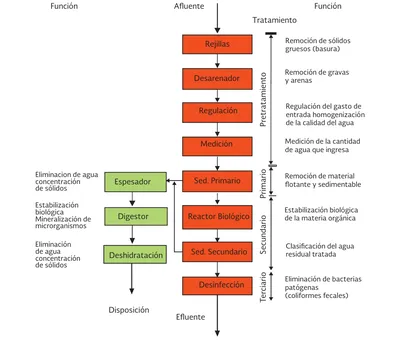 Función
Afluente
Función
Tratamiento
Rejillas
Remoción de sólidos
gruesos (basura)
Desarenador
Remoción de gravas
y arenas
Pretratamiento
Regulación
Regulación del gasto de
entrada homogenización
de la calidad del agua
Medición
Medición de la cantidad
de agua que ingresa
Eliminacion de agua
concentración
de sólidos
Espesador
Sed. Primario
Primario
Remoción de material
flotante y sedimentable
Estabilización
biológica
Mineralización de
microrganismos
Digestor
Reactor Biológico
Secundario
Estabilización biológica
de la materia orgánica
Eliminación
de agua
concentración
de sólidos
Deshidratación
Sed. Secundario
Clasificación del agua
residual tratada
Desinfección
Terciario
Eliminación de bacterias
patógenas
(coliformes fecales)
Disposición
Efluente